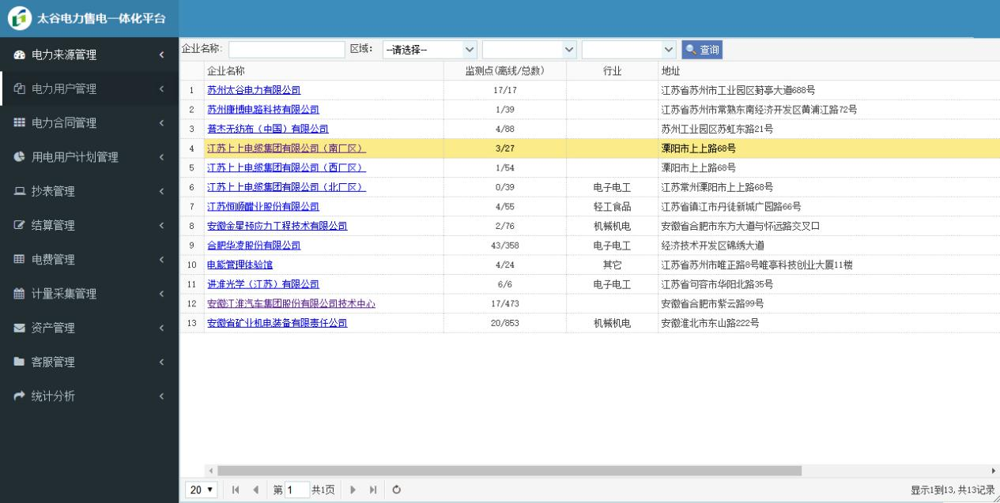 太谷电力售电一体化平台
电力来源管理
电力用户管理
电力合同管理
用电用户计划管理
抄表管理
结算管理
电费管理
计量采集管理
资产管理
客服管理
统计分析
企业名称: 区域: --请选择-- 查询
企业名称 监测点(离线/总数) 行业 地址
1 苏州太谷电力有限公司 17/17 江苏省苏州市工业园区葑亭大道688号
2 苏州康博电路科技有限公司 1/39 江苏省苏州市常熟东南经济开发区黄浦江路72号
3 普杰无纺布（中国）有限公司 4/88 苏州工业园区苏虹东路21号
4 江苏上上电缆集团有限公司（南厂区） 3/27 溧阳市上上路68号
5 江苏上上电缆集团有限公司（西厂区） 1/54 溧阳市上上路68号
6 江苏上上电缆集团有限公司（北厂区） 0/39 电子电工 江苏常州溧阳市上上路68号
7 江苏恒顺醋业股份有限公司 4/55 轻工食品 江苏省镇江市丹徒新城广园路66号
8 安徽金星预应力工程技术有限公司 2/76 机械机电 安徽省合肥市东方大道与怀远路交叉口
9 合肥华凌股份有限公司 43/358 电子电工 经济技术开发区锦绣大道
10 电能管理体验馆 4/24 其它 江苏省苏州市唯正路8号唯亭科技创业大厦11楼
11 进准光学（江苏）有限公司 6/6 电子电工 江苏省句容市华阳北路35号
12 安徽江淮汽车集团股份有限公司技术中心 17/473 安徽省合肥市紫云路99号
13 安徽省矿业机电装备有限责任公司 20/853 机械机电 安徽淮北市东山路222号
20 第 1 共1页 显示1到13,共13记录